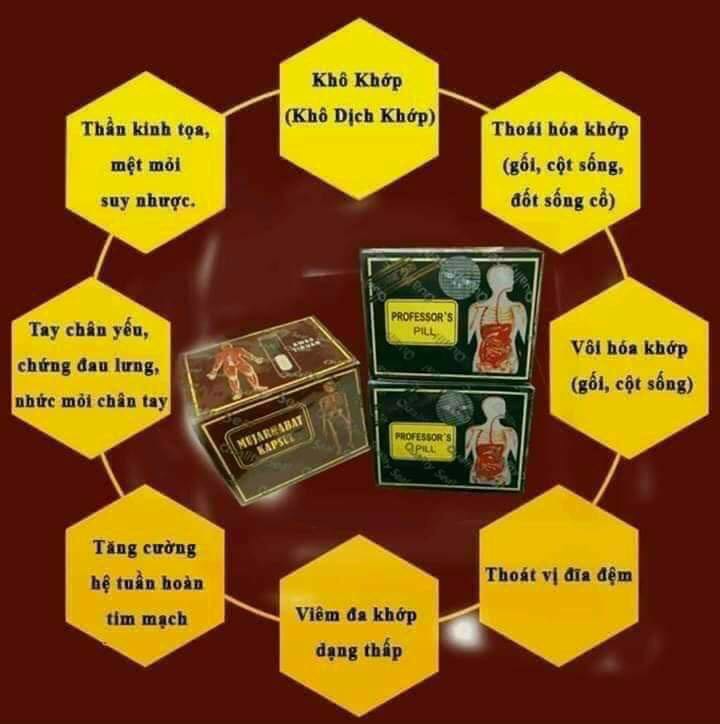 Khô Khớp
(Khô Dịch Khớp)
Thoái hóa khớp
(gối, cột sống,
đốt sống cổ)
Vôi hóa khớp
(gối, cột sống)
Thoát vị đĩa đệm
Viêm đa khớp
dạng thấp
Tăng cường
hệ tuần hoàn
tim mạch
Tay chân yếu,
chứng đau lưng,
nhức mỏi chân tay
Thần kinh tọa,
mệt mỏi
suy nhược.
PROFESSOR'S
PILL
PROFESSOR'S
PILL
MUJARHABAT
KAPSUL